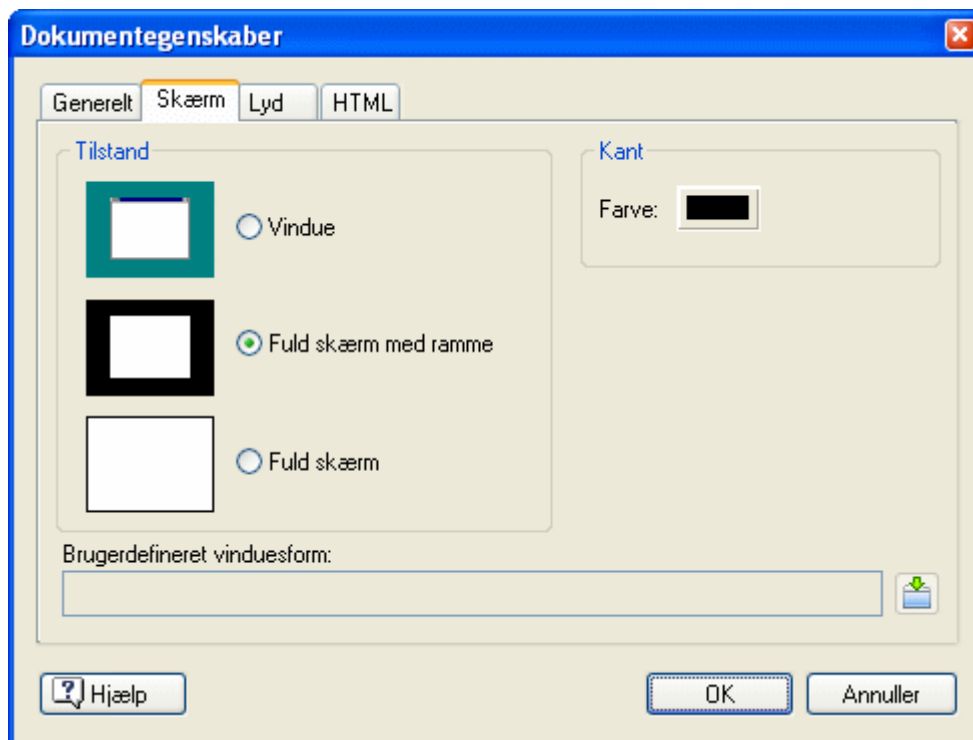 Dokumentegenskaber
Generelt Skærm Lyd HTML
Tilstand
Vindue
Fuld skærm med ramme
Fuld skærm
Kant
Farve:
Brugerdefineret vinduesform:
Hjælp OK Annuller